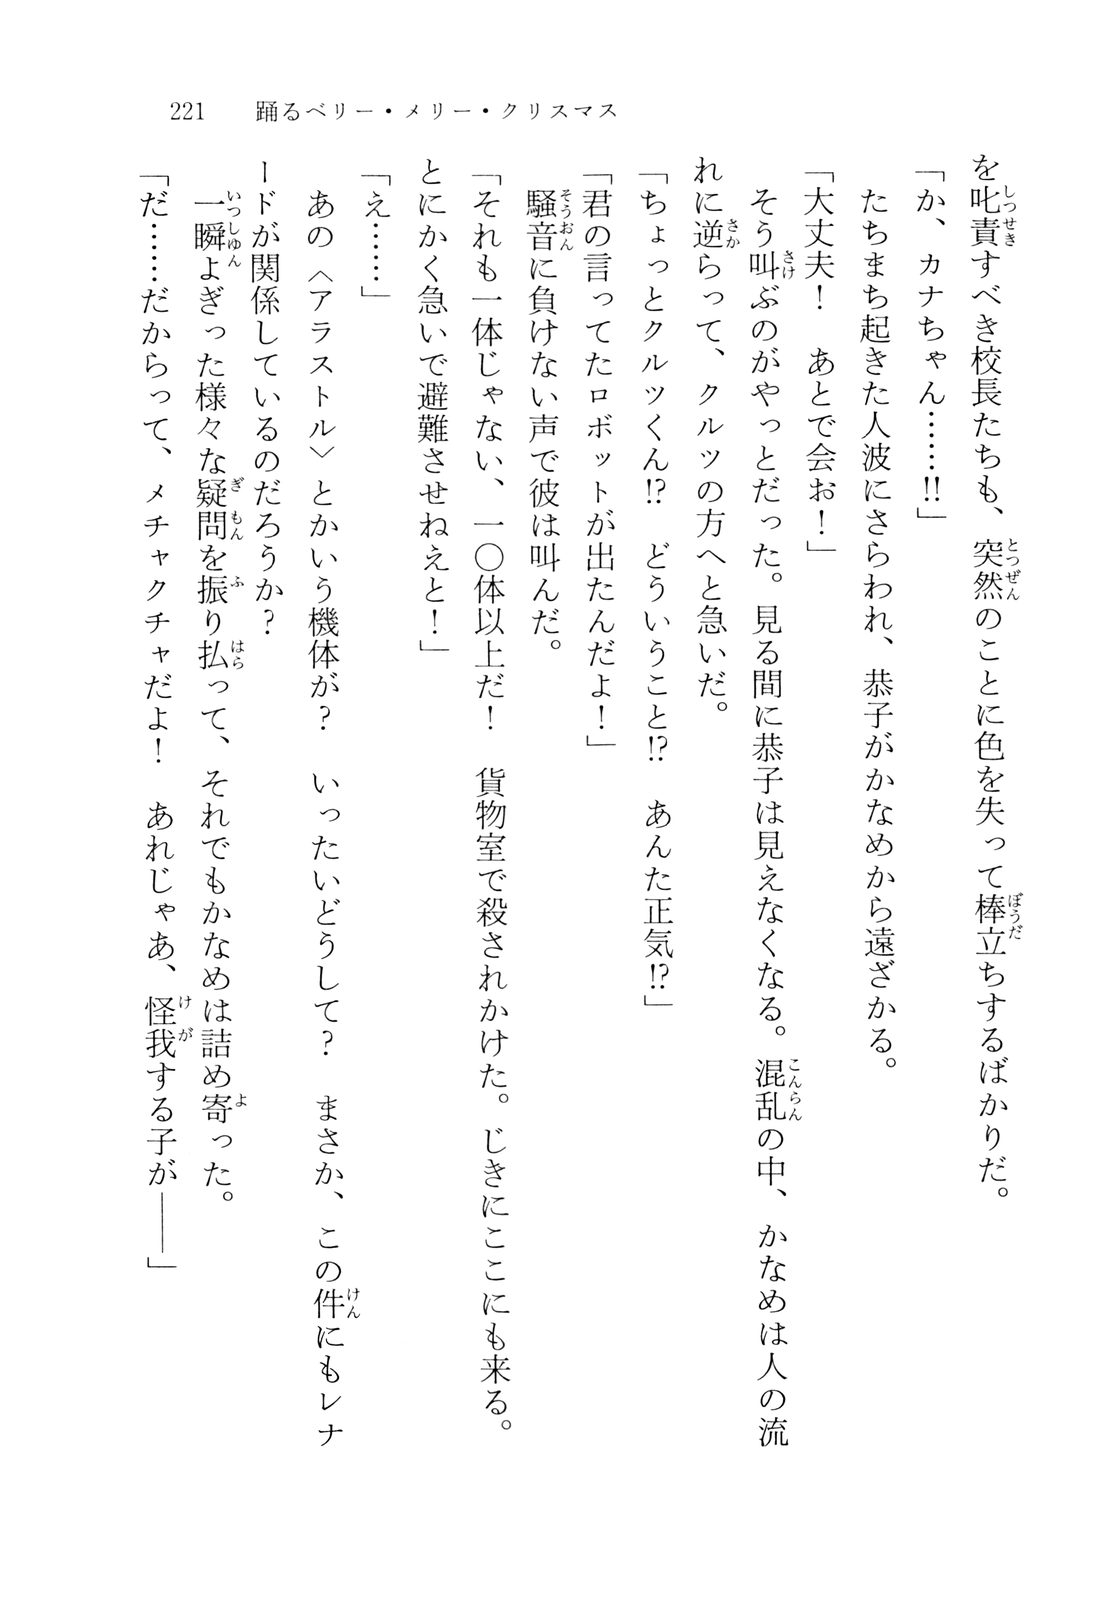 221　踊るベリー・メリー・クリスマス
を叱責すべき校長たちも、突然のことに色を失って棒立ちするばかりだ。
「か、カナちゃん……!!」
　たちまち起きた人波にさらわれ、恭子がかなめから遠ざかる。
「大丈夫！　あとで会お！」
　そう叫ぶのがやっとだった。見る間に恭子は見えなくなる。混乱の中、かなめは人の流
れに逆らって、クルツの方へと急いだ。
「ちょっとクルツくん!?　どういうこと!?　あんた正気!?」
「君の言ってたロボットが出たんだよ！」
　騒音に負けない声で彼は叫んだ。
「それも一体じゃない、一〇体以上だ！　貨物室で殺されかけた。じきにここにも来る。
とにかく急いで避難させねえと！」
「え……」
　あの〈アラストル〉とかいう機体が？　いったいどうして？　まさか、この件にもレナ
ードが関係しているのだろうか？
　一瞬よぎった様々な疑問を振り払って、それでもかなめは詰め寄った。
「だ……だからって、メチャクチャだよ！　あれじゃあ、怪我する子が――」